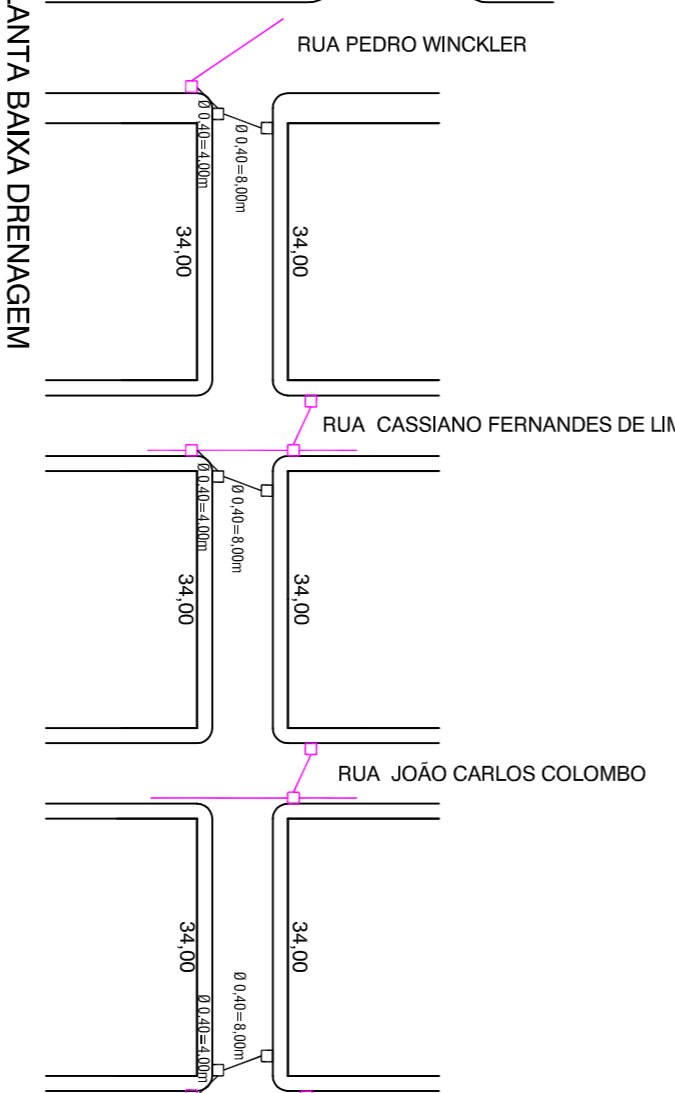 RUA PEDRO WINCKLER
Ø 0,40=4,00m
Ø 0,40=8,00m
34,00
34,00
BAIXA DRENAGEM
RUA CASSIANO FERNANDES DE
Ø 0,40=4,00m
Ø 0,40=8,00m
34,00
34,00
RUA JOÃO CARLOS COLOMBO
34,00
34,00
Ø 0,40=4,00m
Ø 0,40=8,00m